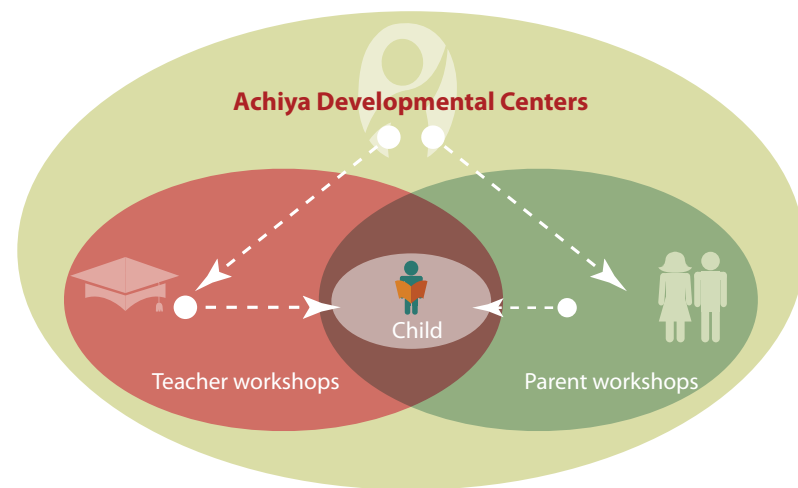 Achiya Developmental Centers
Child
Teacher workshops
Parent workshops